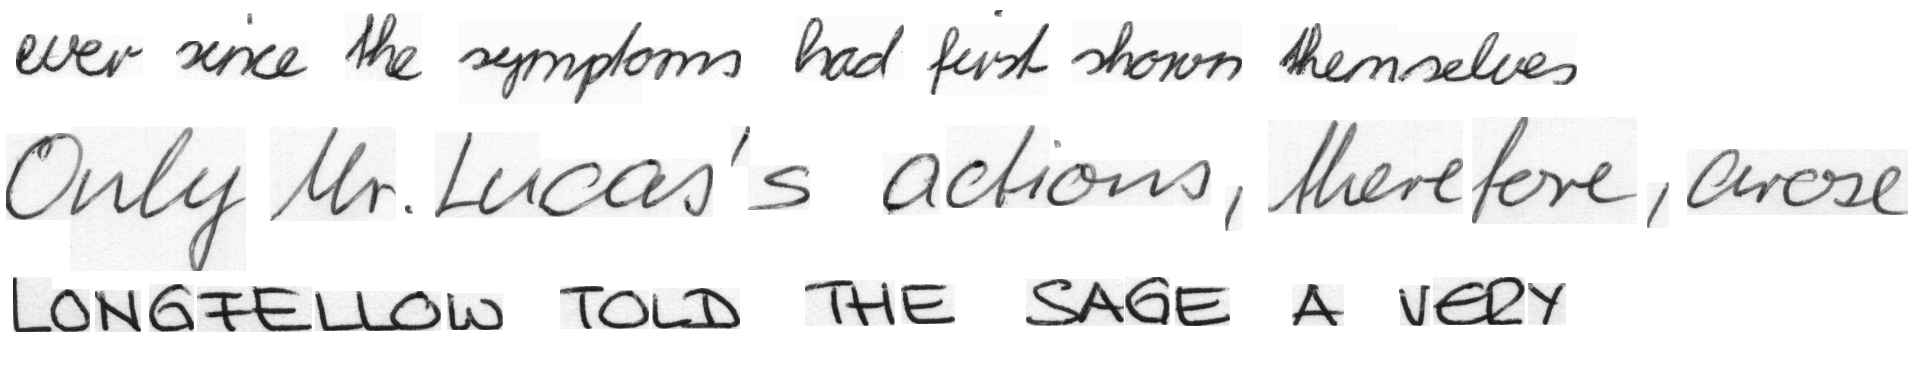 ever since the symptoms had first shown themselves
Only Mr. Lucas's actions, therefore, arose
LONGFELLOW TOLD THE SAGE A VERY